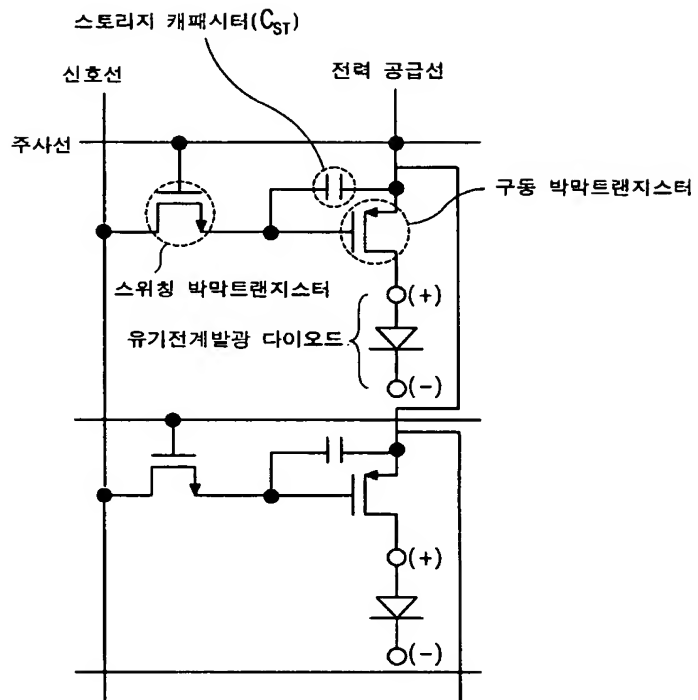 스토리지 캐패시터(C_ST)
신호선
전력 공급선
주사선
구동 박막트랜지스터
스위칭 박막트랜지스터
(+)
유기전계발광 다이오드
(-)
(+)
(-)